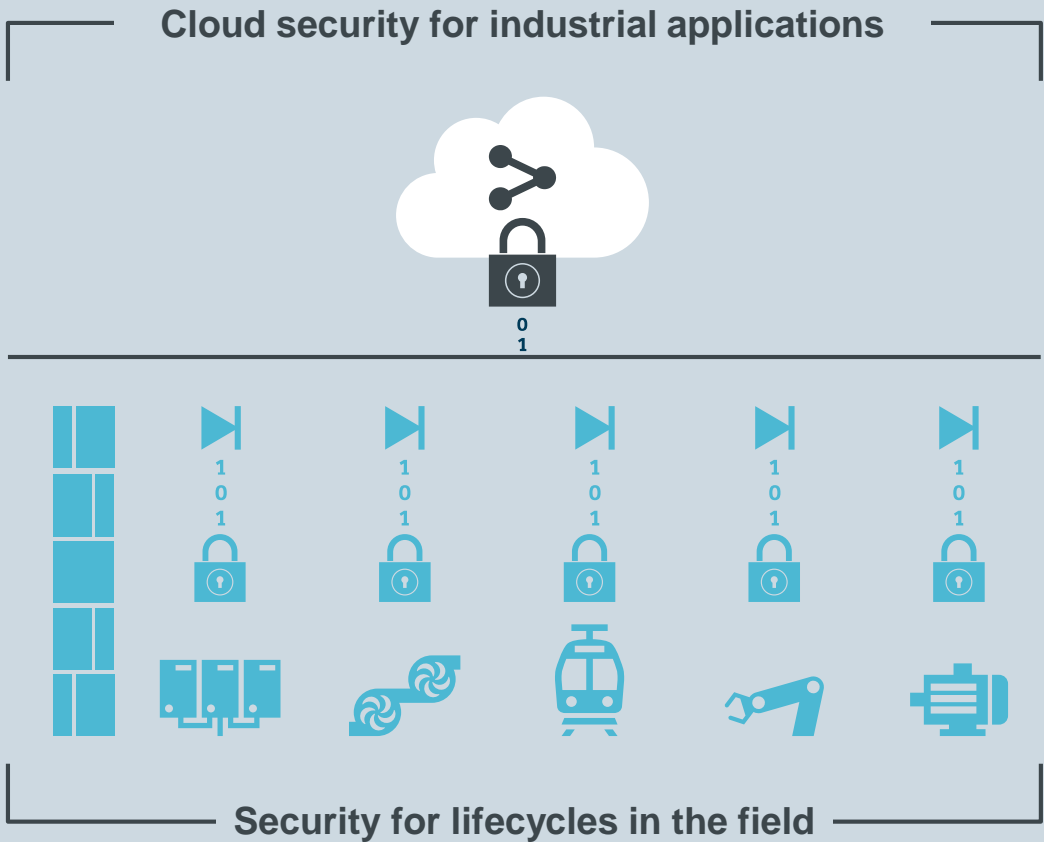 Cloud security for industrial applications
0
1
1 1 1 1 1
0 0 0 0 0
1 1 1 1 1
Security for lifecycles in the field